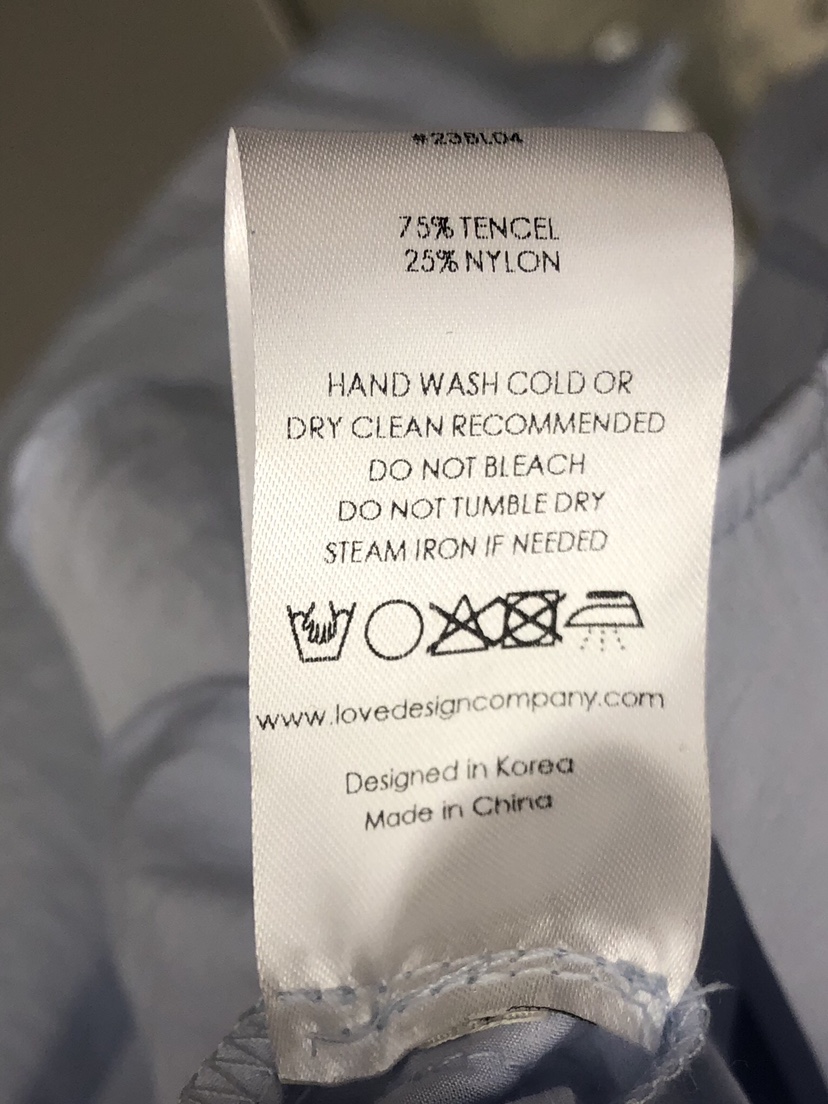 #23BL04
75% TENCEL
25% NYLON
HAND WASH COLD OR
DRY CLEAN RECOMMENDED
DO NOT BLEACH
DO NOT TUMBLE DRY
STEAM IRON IF NEEDED
www.lovedesigncompany.com
Designed in Korea
Made in China